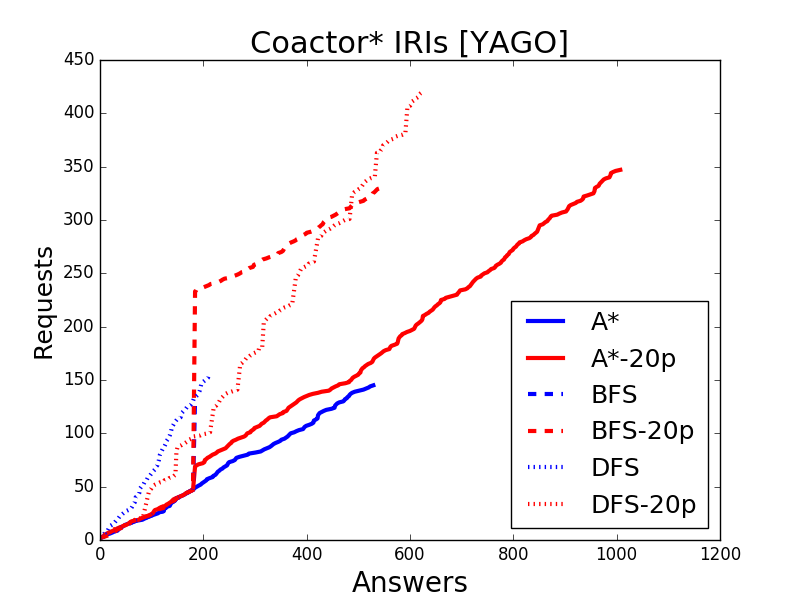 Coactor* IRIs [YAGO]
450
400
350
300
250
200
150
100
50
0
Requests
A*
A*-20p
BFS
BFS-20p
DFS
DFS-20p
0 200 400 600 800 1000 1200
Answers